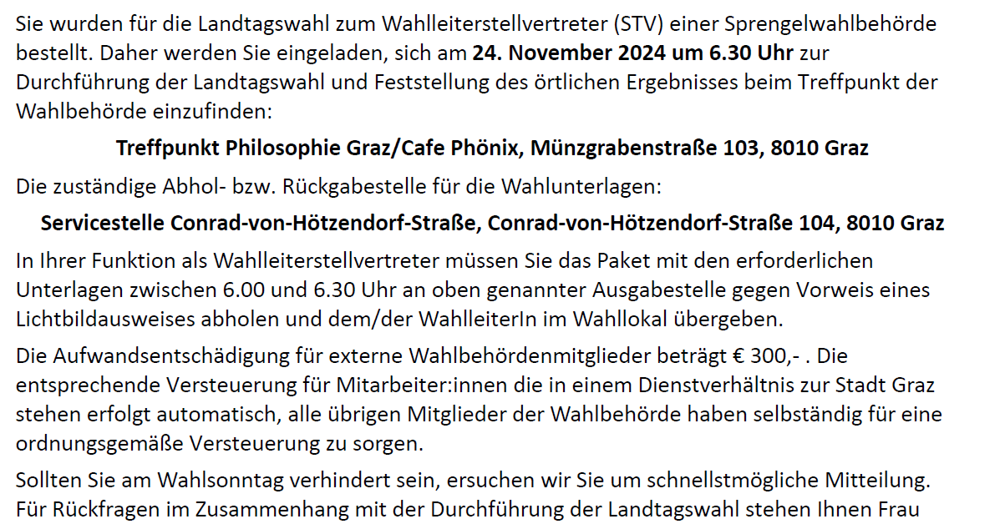 Sie wurden für die Landtagswahl zum Wahlleiterstellvertreter (STV) einer Sprengelwahlbehörde
bestellt. Daher werden Sie eingeladen, sich am 24. November 2024 um 6.30 Uhr zur
Durchführung der Landtagswahl und Feststellung des örtlichen Ergebnisses beim Treffpunkt der
Wahlbehörde einzufinden:
Treffpunkt Philosophie Graz/Cafe Phönix, Münzgrabenstraße 103, 8010 Graz
Die zuständige Abhol- bzw. Rückgabestelle für die Wahlunterlagen:
Servicestelle Conrad-von-Hötzendorf-Straße, Conrad-von-Hötzendorf-Straße 104, 8010 Graz
In Ihrer Funktion als Wahlleiterstellvertreter müssen Sie das Paket mit den erforderlichen
Unterlagen zwischen 6.00 und 6.30 Uhr an oben genannter Ausgabestelle gegen Vorweis eines
Lichtbildausweises abholen und dem/der WahlleiterIn im Wahllokal übergeben.
Die Aufwandsentschädigung für externe Wahlbehördenmitglieder beträgt € 300,- . Die
entsprechende Versteuerung für Mitarbeiter:innen die in einem Dienstverhältnis zur Stadt Graz
stehen erfolgt automatisch, alle übrigen Mitglieder der Wahlbehörde haben selbständig für eine
ordnungsgemäße Versteuerung zu sorgen.
Sollten Sie am Wahlsonntag verhindert sein, ersuchen wir Sie um schnellstmögliche Mitteilung.
Für Rückfragen im Zusammenhang mit der Durchführung der Landtagswahl stehen Ihnen Frau